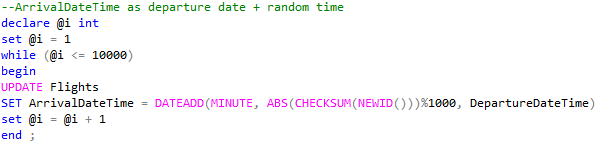 --ArrivalDateTime as departure date + random time
declare @i int
set @i = 1
while (@i <= 10000)
begin
UPDATE Flights
SET ArrivalDateTime = DATEADD(MINUTE, ABS(CHECKSUM(NEWID()))%1000, DepartureDateTime)
set @i = @i + 1
end ;